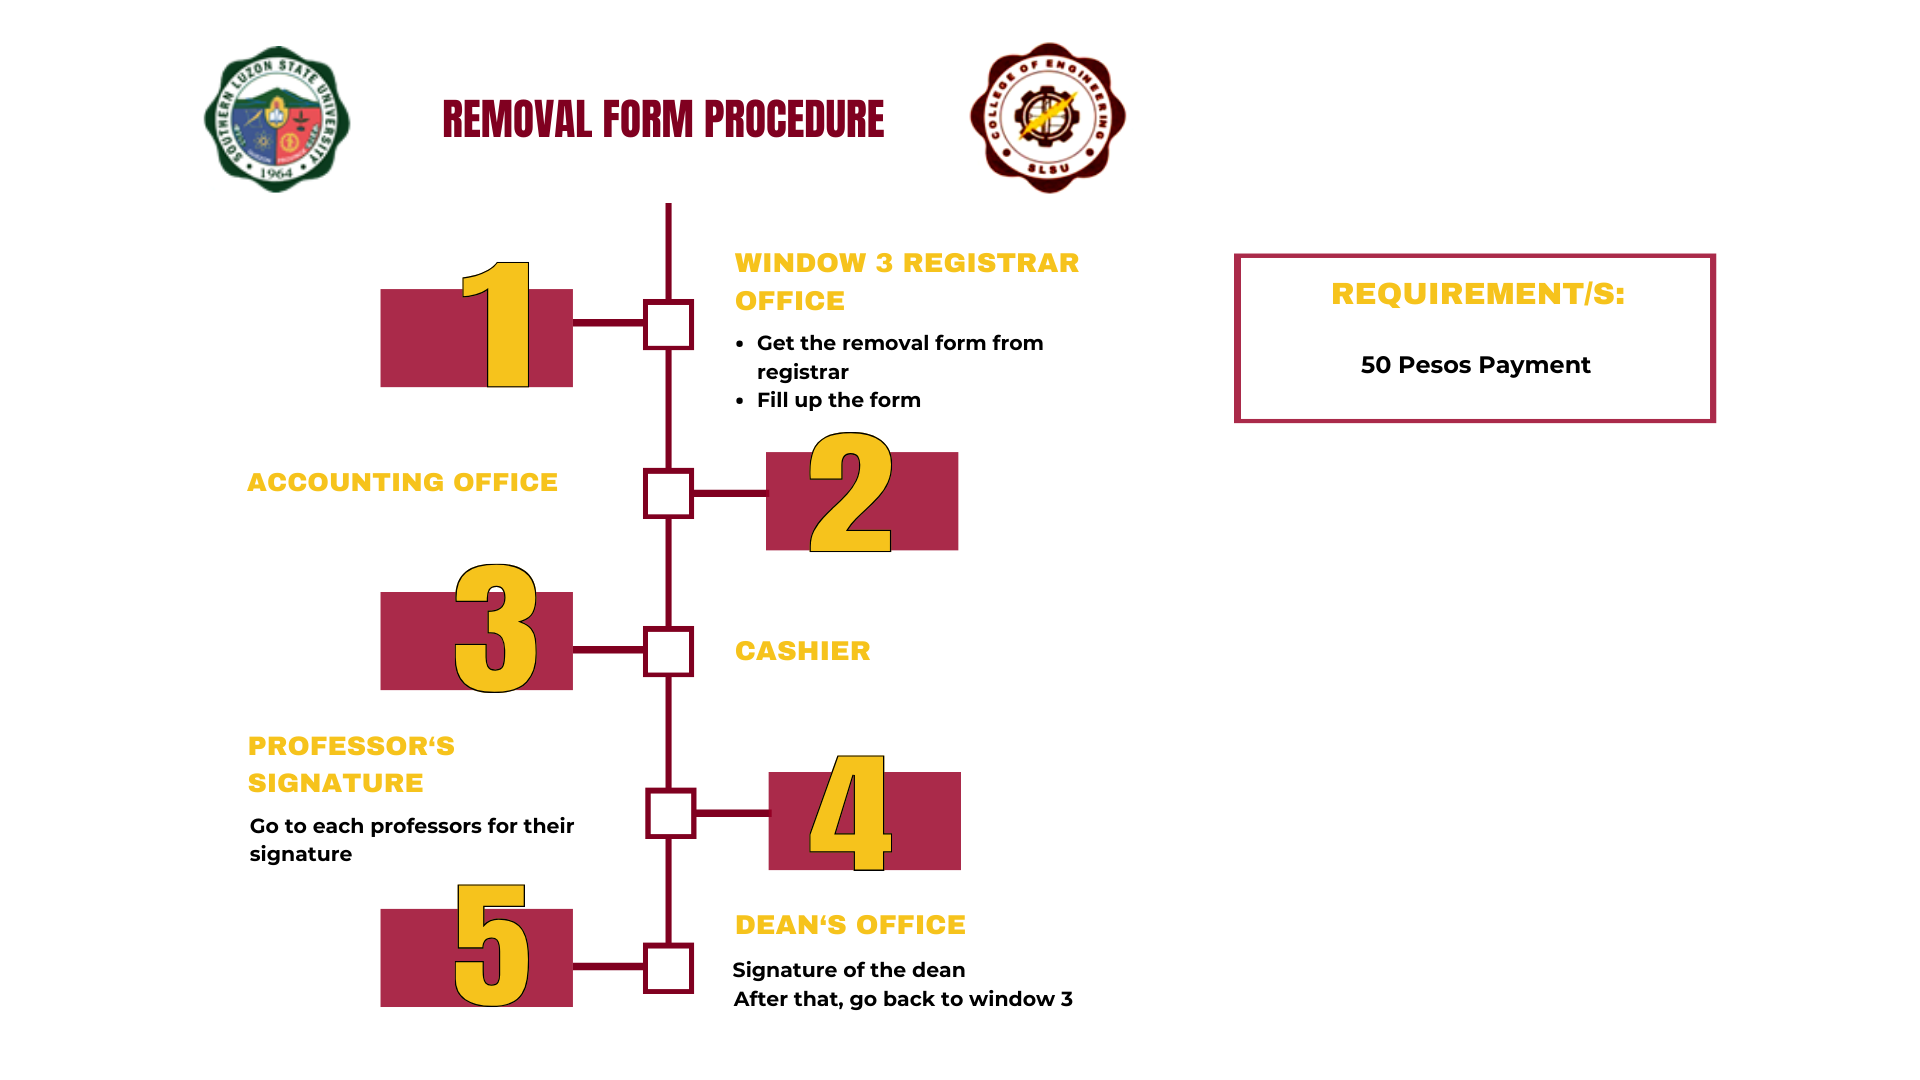 SOUTHERN LUZON STATE UNIVERSITY
1964
REMOVAL FORM PROCEDURE
COLLEGE OF ENGINEERING
SLSU
1
WINDOW 3 REGISTRAR
OFFICE
• Get the removal form from
registrar
• Fill up the form
REQUIREMENT/S:
50 Pesos Payment
ACCOUNTING OFFICE
2
3
CASHIER
PROFESSOR‘S
SIGNATURE
Go to each professors for their
signature
4
5
DEAN‘S OFFICE
Signature of the dean
After that, go back to window 3